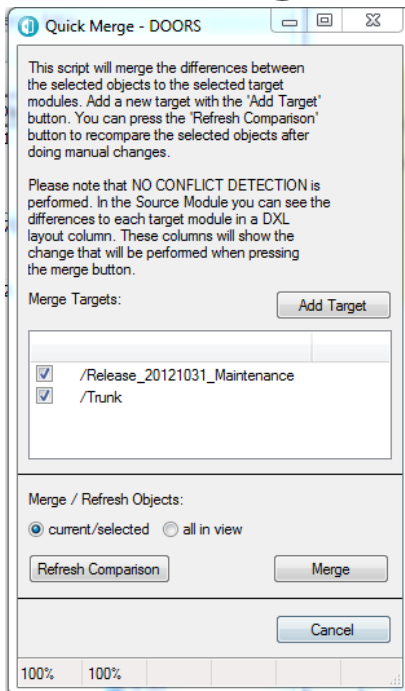 Quick Merge - DOORS
This script will merge the differences between
the selected objects to the selected target
modules. Add a new target with the 'Add Target'
button. You can press the 'Refresh Comparison'
button to recompare the selected objects after
doing manual changes.
Please note that NO CONFLICT DETECTION is
performed. In the Source Module you can see the
differences to each target module in a DXL
layout column. These columns will show the
change that will be performed when pressing
the merge button.
Merge Targets:
Add Target
/Release_20121031_Maintenance
/Trunk
Merge / Refresh Objects:
current/selected all in view
Refresh Comparison Merge
Cancel
100% 100%